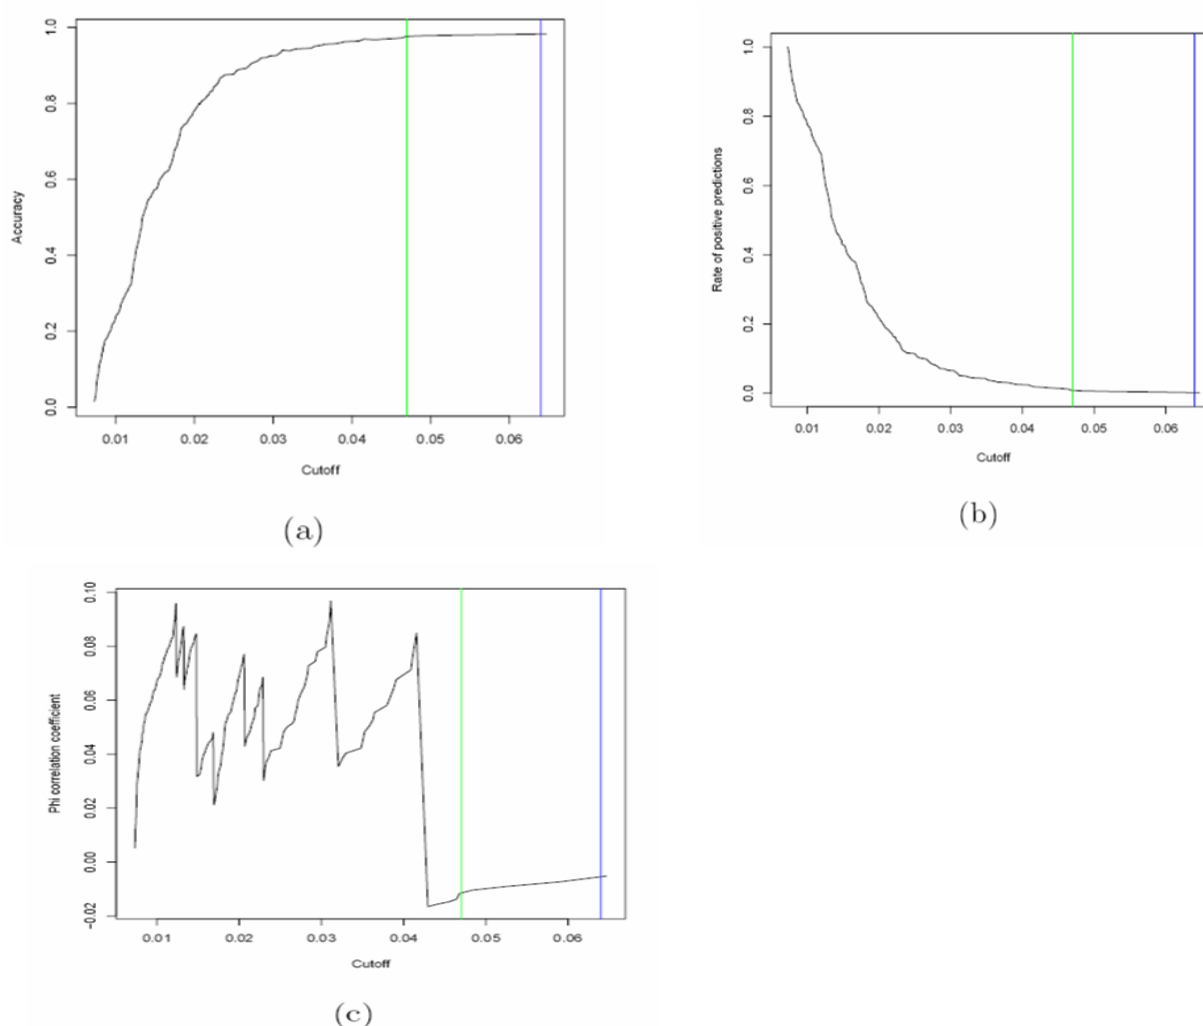 Accuracy
1.0
0.8
0.6
0.4
0.2
0.0
0.01 0.02 0.03 0.04 0.05 0.06
Cutoff
(a)
Rate of positive predictions
1.0
0.8
0.6
0.4
0.2
0.0
0.01 0.02 0.03 0.04 0.05 0.06
Cutoff
(b)
Phi correlation coefficient
0.10
0.08
0.06
0.04
0.02
0.00
-0.02
0.01 0.02 0.03 0.04 0.05 0.06
Cutoff
(c)